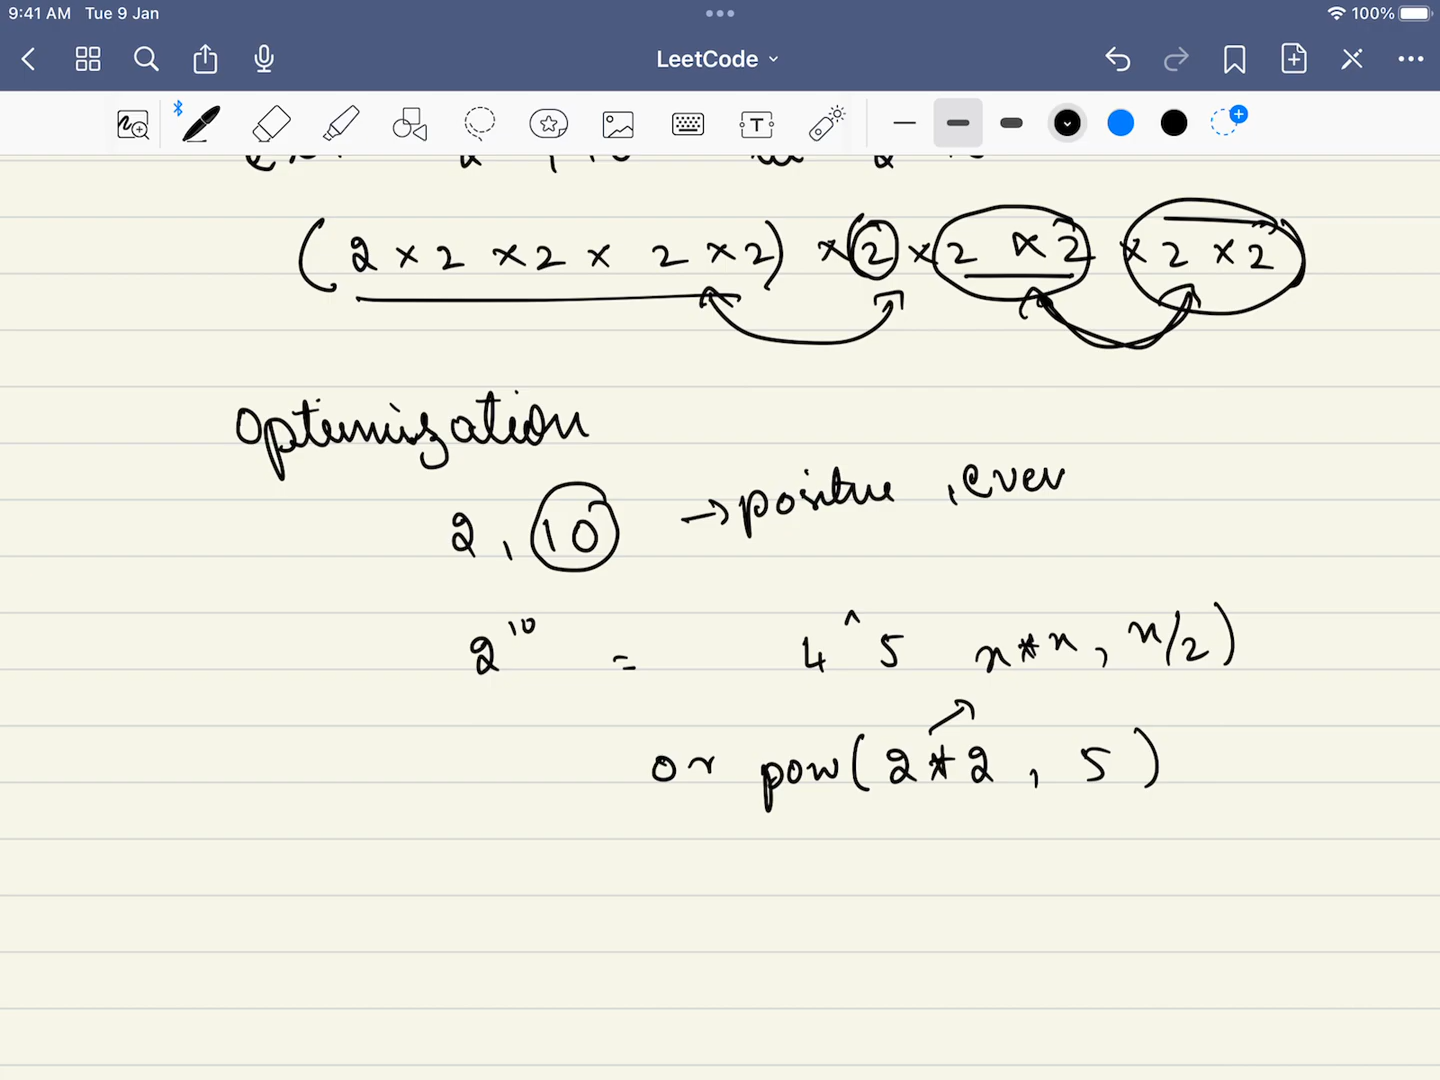 9:41 AM Tue 9 Jan 100%
LeetCode
(2 × 2 × 2 × 2 × 2) × (2 × 2 × 2 × 2 × 2)
Optimization
2, 10 → positive, even
2^10 = 4^5 x*x, n/2)
or pow(2*2, 5)